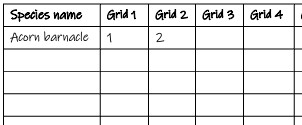 Species name Grid 1 Grid 2 Grid 3 Grid 4
Acorn barnacle 1 2